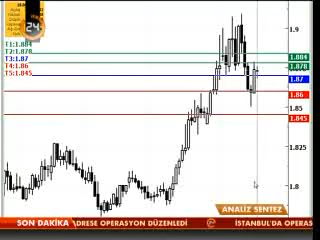 24
1.9
T1:1.884
T2:1.878
T3:1.87
T4:1.86
T5:1.845
1.884
1.878
1.87
1.86
1.85
1.845
1.8
ANALİZ SENTEZ
SON DAKİKA
ADRESE OPERASYON DÜZENLEDİ
İSTANBUL'DA OPERAS